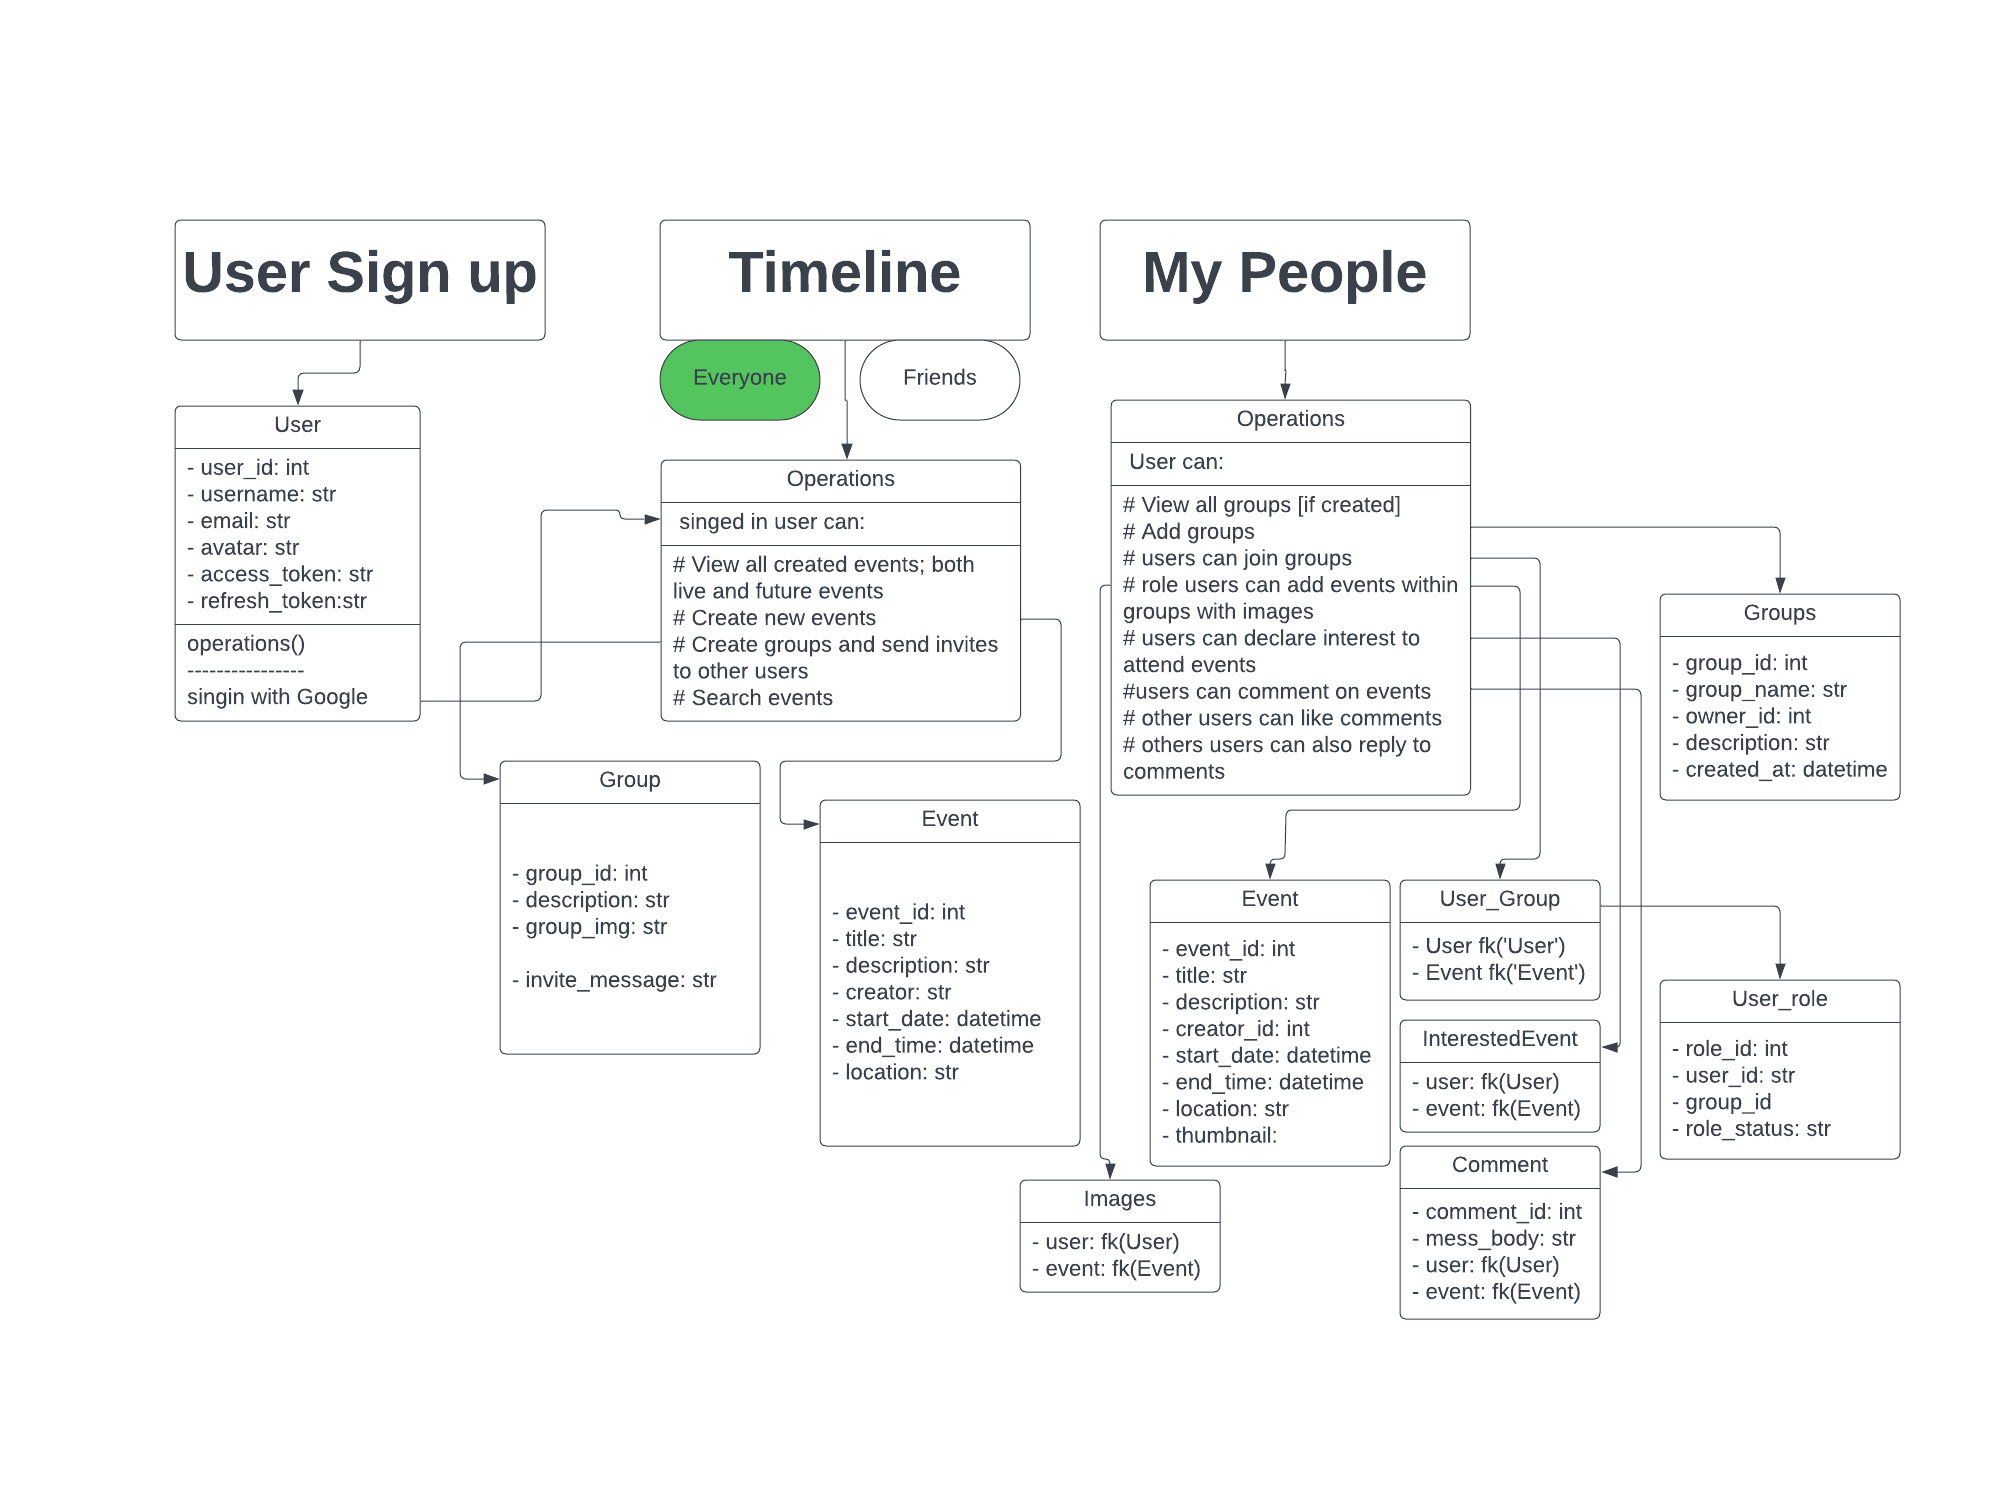 User Sign up
Timeline
My People
Everyone
Friends
User
- user_id: int
- username: str
- email: str
- avatar: str
- access_token: str
- refresh_token:str
operations()
----------------
singin with Google
Operations
singed in user can:
# View all created events; both
live and future events
# Create new events
# Create groups and send invites
to other users
# Search events
Operations
User can:
# View all groups [if created]
# Add groups
# users can join groups
# role users can add events within
groups with images
# users can declare interest to
attend events
#users can comment on events
# other users can like comments
# others users can also reply to
comments
Groups
- group_id: int
- group_name: str
- owner_id: int
- description: str
- created_at: datetime
Group
- group_id: int
- description: str
- group_img: str
- invite_message: str
Event
- event_id: int
- title: str
- description: str
- creator: str
- start_date: datetime
- end_time: datetime
- location: str
Event
- event_id: int
- title: str
- description: str
- creator_id: int
- start_date: datetime
- end_time: datetime
- location: str
- thumbnail:
User_Group
- User fk('User')
- Event fk('Event')
InterestedEvent
- user: fk(User)
- event: fk(Event)
User_role
- role_id: int
- user_id: str
- group_id
- role_status: str
Comment
- comment_id: int
- mess_body: str
- user: fk(User)
- event: fk(Event)
Images
- user: fk(User)
- event: fk(Event)